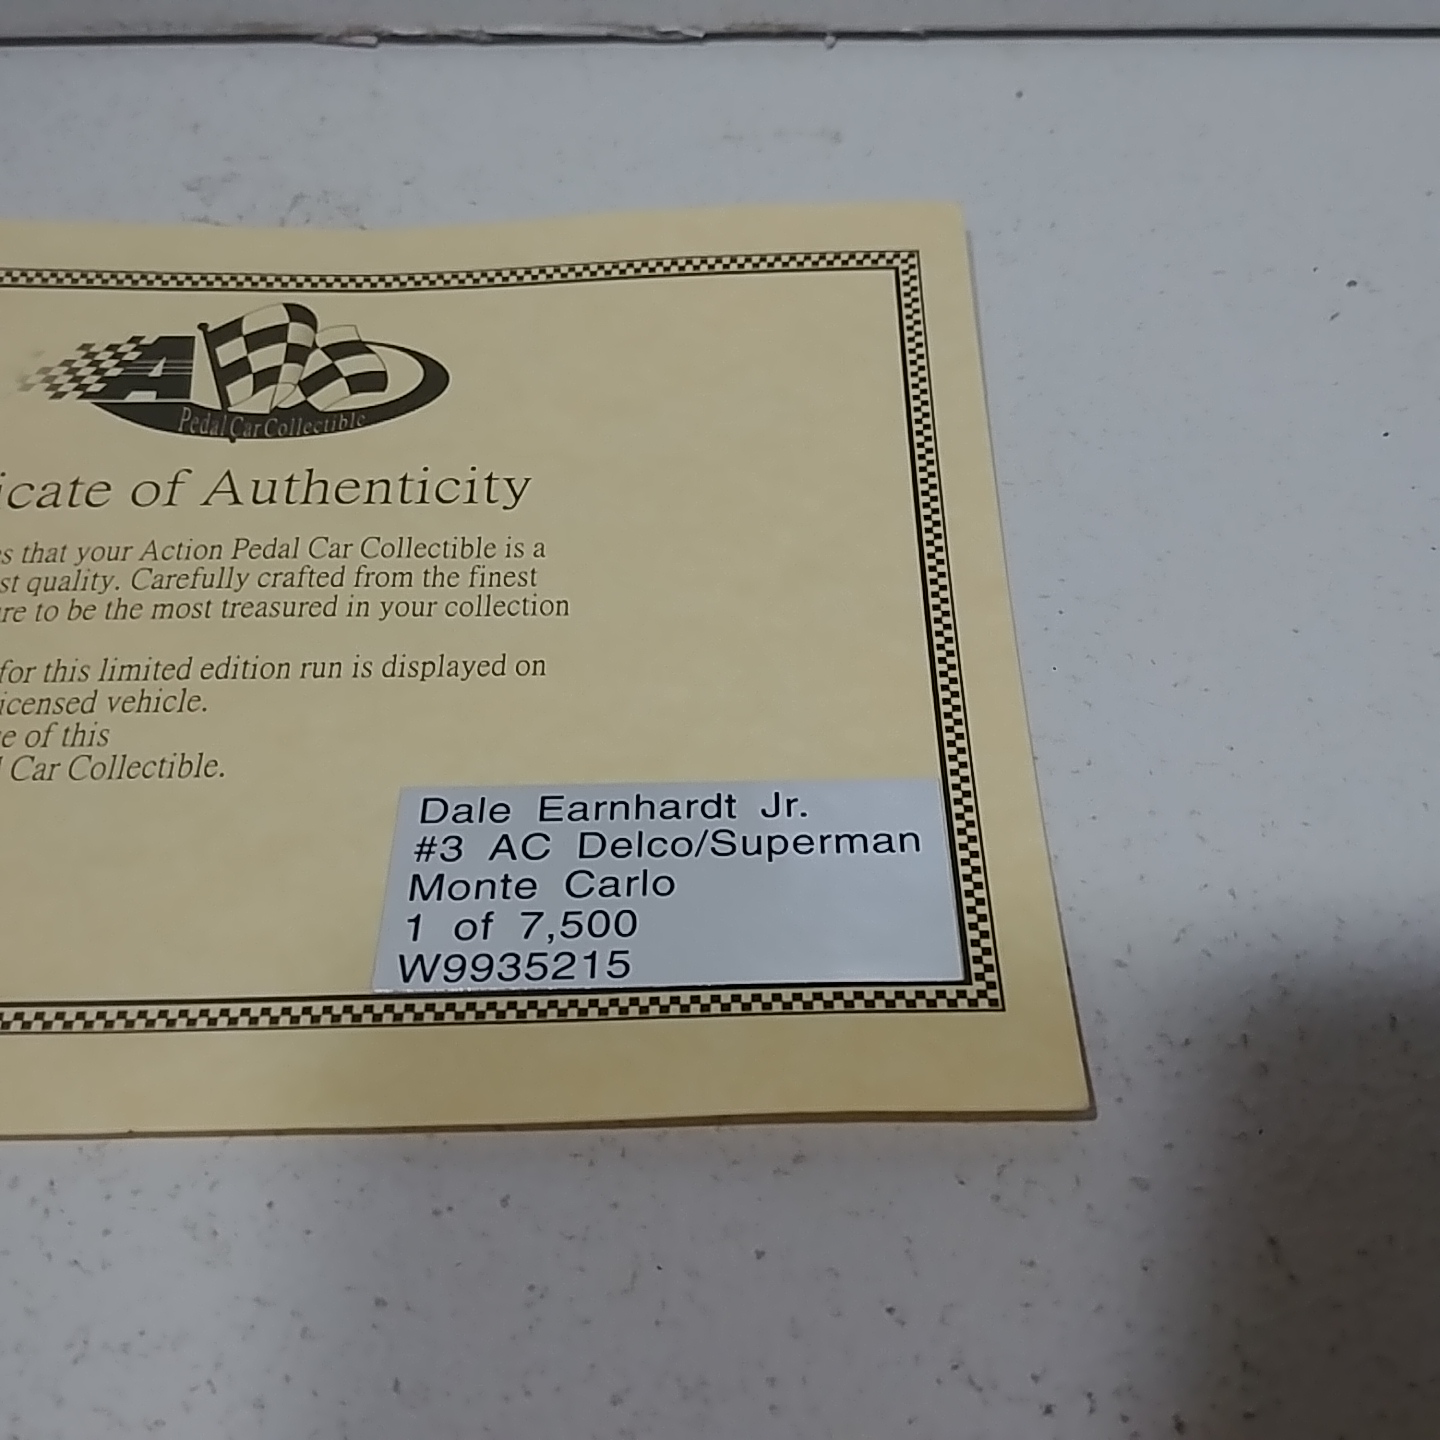 A
Pedal Car Collectible
icate of Authenticity
s that your Action Pedal Car Collectible is a
st quality. Carefully crafted from the finest
re to be the most treasured in your collection
for this limited edition run is displayed on
icensed vehicle.
e of this
l Car Collectible.
Dale Earnhardt Jr.
#3 AC Delco/Superman
Monte Carlo
1 of 7,500
W9935215